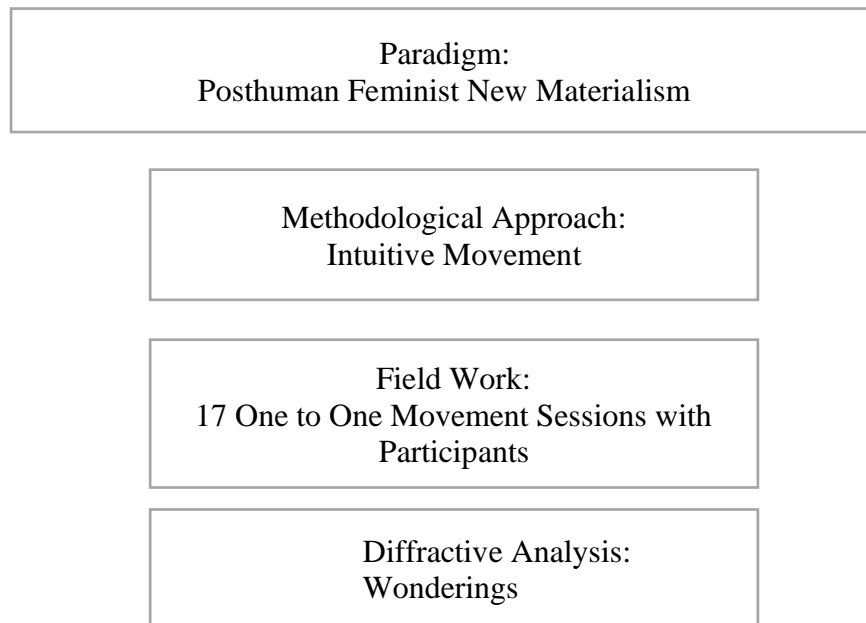 Paradigm:
Posthuman Feminist New Materialism
Methodological Approach:
Intuitive Movement
Field Work:
17 One to One Movement Sessions with
Participants
Diffractive Analysis:
Wonderings